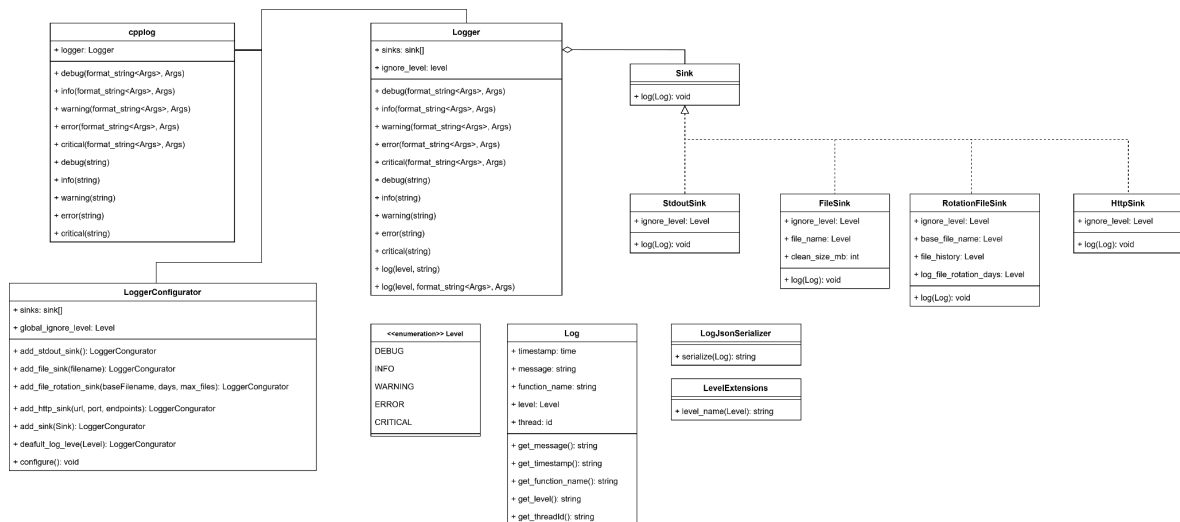 cpplog
+ logger: Logger
+ debug(format_string<Args>, Args)
+ info(format_string<Args>, Args)
+ warning(format_string<Args>, Args)
+ error(format_string<Args>, Args)
+ critical(format_string<Args>, Args)
+ debug(string)
+ info(string)
+ warning(string)
+ error(string)
+ critical(string)
Logger
+ sinks: sink[]
+ ignore_level: level
+ debug(format_string<Args>, Args)
+ info(format_string<Args>, Args)
+ warning(format_string<Args>, Args)
+ error(format_string<Args>, Args)
+ critical(format_string<Args>, Args)
+ debug(string)
+ info(string)
+ warning(string)
+ error(string)
+ critical(string)
+ log(level, string)
+ log(level, format_string<Args>, Args)
Sink
+ log(Log): void
StdoutSink
+ ignore_level: Level
+ log(Log): void
FileSink
+ ignore_level: Level
+ file_name: Level
+ clean_size_mb: int
+ log(Log): void
RotationFileSink
+ ignore_level: Level
+ base_file_name: Level
+ file_history: Level
+ log_file_rotation_days: Level
+ log(Log): void
HttpSink
+ ignore_level: Level
+ log(Log): void
LoggerConfigurator
+ sinks: sink[]
+ global_ignore_level: Level
+ add_stdout_sink(): LoggerCongurator
+ add_file_sink(filename): LoggerCongurator
+ add_file_rotation_sink(baseFilename, days, max_files): LoggerCongurator
+ add_http_sink(url, port, endpoints): LoggerCongurator
+ add_sink(Sink): LoggerCongurator
+ deafult_log_leve(Level): LoggerCongurator
+ configure(): void
<<enumeration>> Level
DEBUG
INFO
WARNING
ERROR
CRITICAL
Log
+ timestamp: time
+ message: string
+ function_name: string
+ level: Level
+ thread: id
+ get_message(): string
+ get_timestamp(): string
+ get_function_name(): string
+ get_level(): string
+ get_threadId(): string
LogJsonSerializer
+ serialize(Log): string
LevelExtensions
+ level_name(Level): string